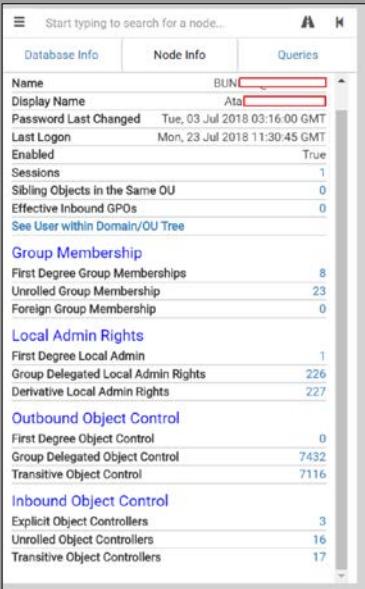 Start typing to search for a node...
Database Info Node Info Queries
Name BUN
Display Name Ata
Password Last Changed Tue, 03 Jul 2018 03:16:00 GMT
Last Logon Mon, 23 Jul 2018 11:30:45 GMT
Enabled True
Sessions 1
Sibling Objects in the Same OU 0
Effective Inbound GPOs 0
See User within Domain/OU Tree
Group Membership
First Degree Group Memberships 8
Unrolled Group Membership 23
Foreign Group Membership 0
Local Admin Rights
First Degree Local Admin 1
Group Delegated Local Admin Rights 226
Derivative Local Admin Rights 227
Outbound Object Control
First Degree Object Control 0
Group Delegated Object Control 7432
Transitive Object Control 7116
Inbound Object Control
Explicit Object Controllers 3
Unrolled Object Controllers 16
Transitive Object Controllers 17